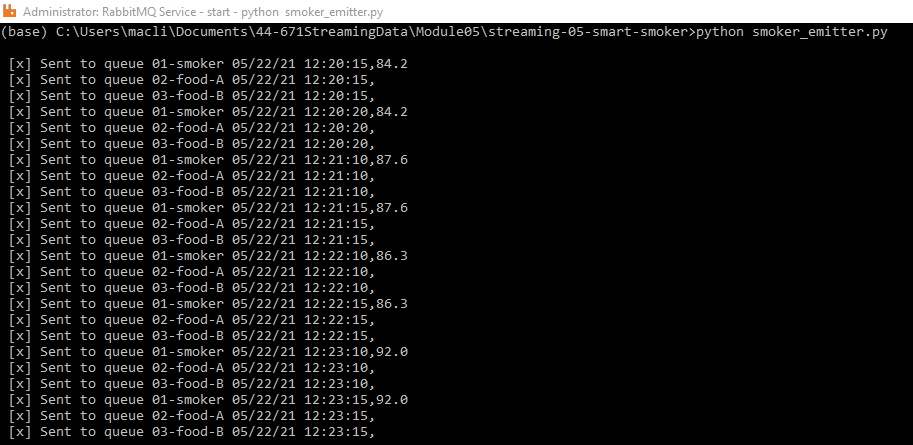 Administrator: RabbitMQ Service - start - python  smoker_emitter.py
(base) C:\Users\macli\Documents\44-671StreamingData\Module05\streaming-05-smart-smoker>python smoker_emitter.py
[x] Sent to queue 01-smoker 05/22/21 12:20:15,84.2
[x] Sent to queue 02-food-A 05/22/21 12:20:15,
[x] Sent to queue 03-food-B 05/22/21 12:20:15,
[x] Sent to queue 01-smoker 05/22/21 12:20:20,84.2
[x] Sent to queue 02-food-A 05/22/21 12:20:20,
[x] Sent to queue 03-food-B 05/22/21 12:20:20,
[x] Sent to queue 01-smoker 05/22/21 12:21:10,87.6
[x] Sent to queue 02-food-A 05/22/21 12:21:10,
[x] Sent to queue 03-food-B 05/22/21 12:21:10,
[x] Sent to queue 01-smoker 05/22/21 12:21:15,87.6
[x] Sent to queue 02-food-A 05/22/21 12:21:15,
[x] Sent to queue 03-food-B 05/22/21 12:21:15,
[x] Sent to queue 01-smoker 05/22/21 12:22:10,86.3
[x] Sent to queue 02-food-A 05/22/21 12:22:10,
[x] Sent to queue 03-food-B 05/22/21 12:22:10,
[x] Sent to queue 01-smoker 05/22/21 12:22:15,86.3
[x] Sent to queue 02-food-A 05/22/21 12:22:15,
[x] Sent to queue 03-food-B 05/22/21 12:22:15,
[x] Sent to queue 01-smoker 05/22/21 12:23:10,92.0
[x] Sent to queue 02-food-A 05/22/21 12:23:10,
[x] Sent to queue 03-food-B 05/22/21 12:23:10,
[x] Sent to queue 01-smoker 05/22/21 12:23:15,92.0
[x] Sent to queue 02-food-A 05/22/21 12:23:15,
[x] Sent to queue 03-food-B 05/22/21 12:23:15,